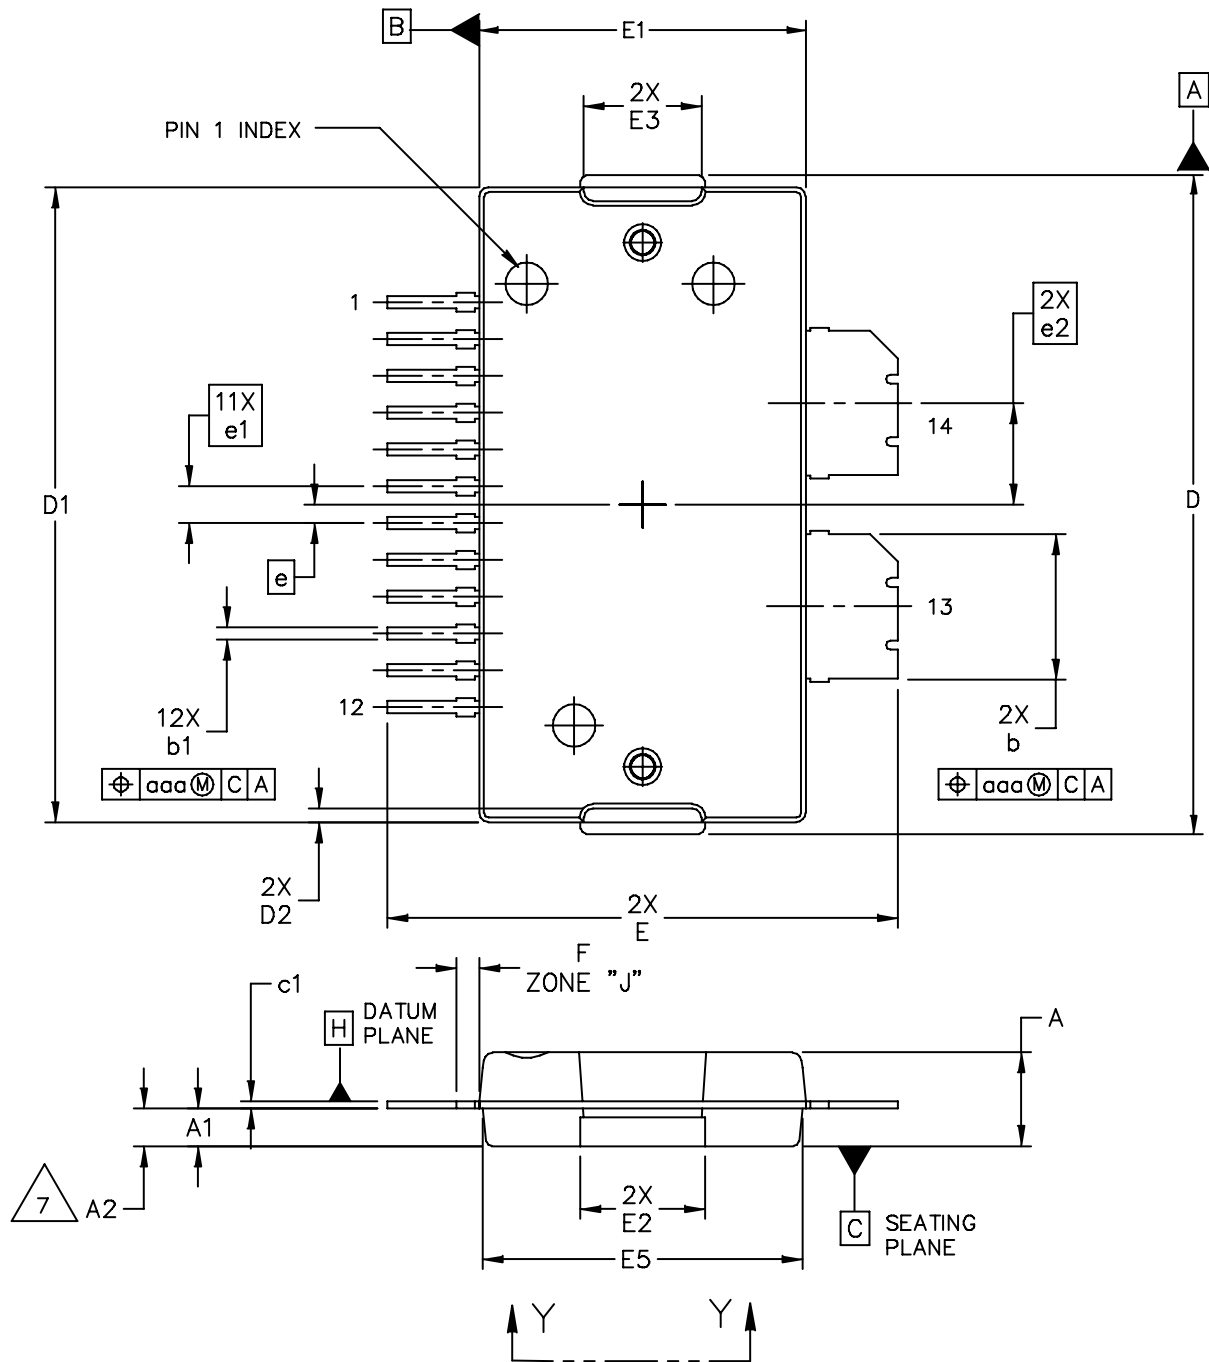 B
E1
2X
E3
A
PIN 1 INDEX
1
2X
e2
11X
e1
14
D1
D
e
13
12
12X
b1
2X
b
⌖ aaa Ⓜ C A
⌖ aaa Ⓜ C A
2X
D2
2X
E
F
ZONE "J"
c1
H
DATUM
PLANE
A
A1
7
A2
2X
E2
C
SEATING
PLANE
E5
Y
Y